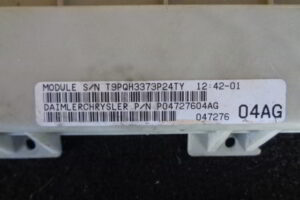 MODULE S/N T9PQH3373P24TY 12:42-01
DAIMLERCHRYSLER P/N P04727604AG
047276 04AG